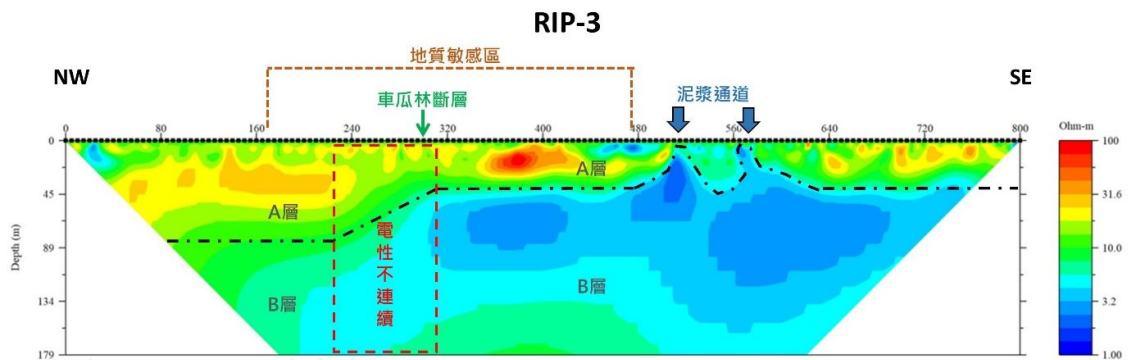 RIP-3
地質敏感區
NW
SE
車瓜林斷層
泥漿通道
0 80 160 240 320 400 480 560 640 720 800
Ohm-m
Depth (m)
0
45
89
134
179
A層
A層
電性不連續
B層
B層
100
31.6
10.0
3.2
1.00